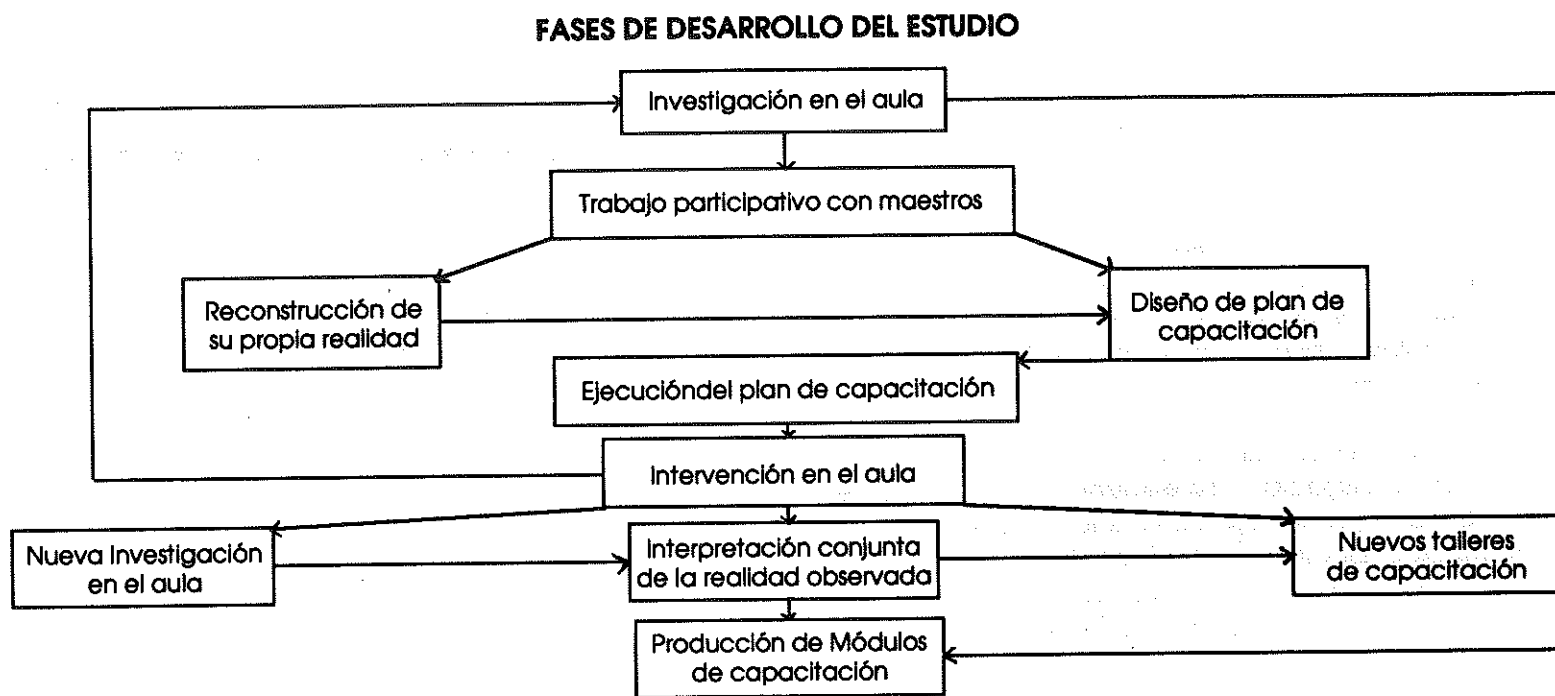 FASES DE DESARROLLO DEL ESTUDIO
Investigación en el aula
Trabajo participativo con maestros
Reconstrucción de
su propia realidad
Diseño de plan de
capacitación
Ejecucióndel plan de capacitación
Intervención en el aula
Nueva Investigación
en el aula
Interpretación conjunta
de la realidad observada
Nuevos talleres
de capacitación
Producción de Módulos
de capacitación